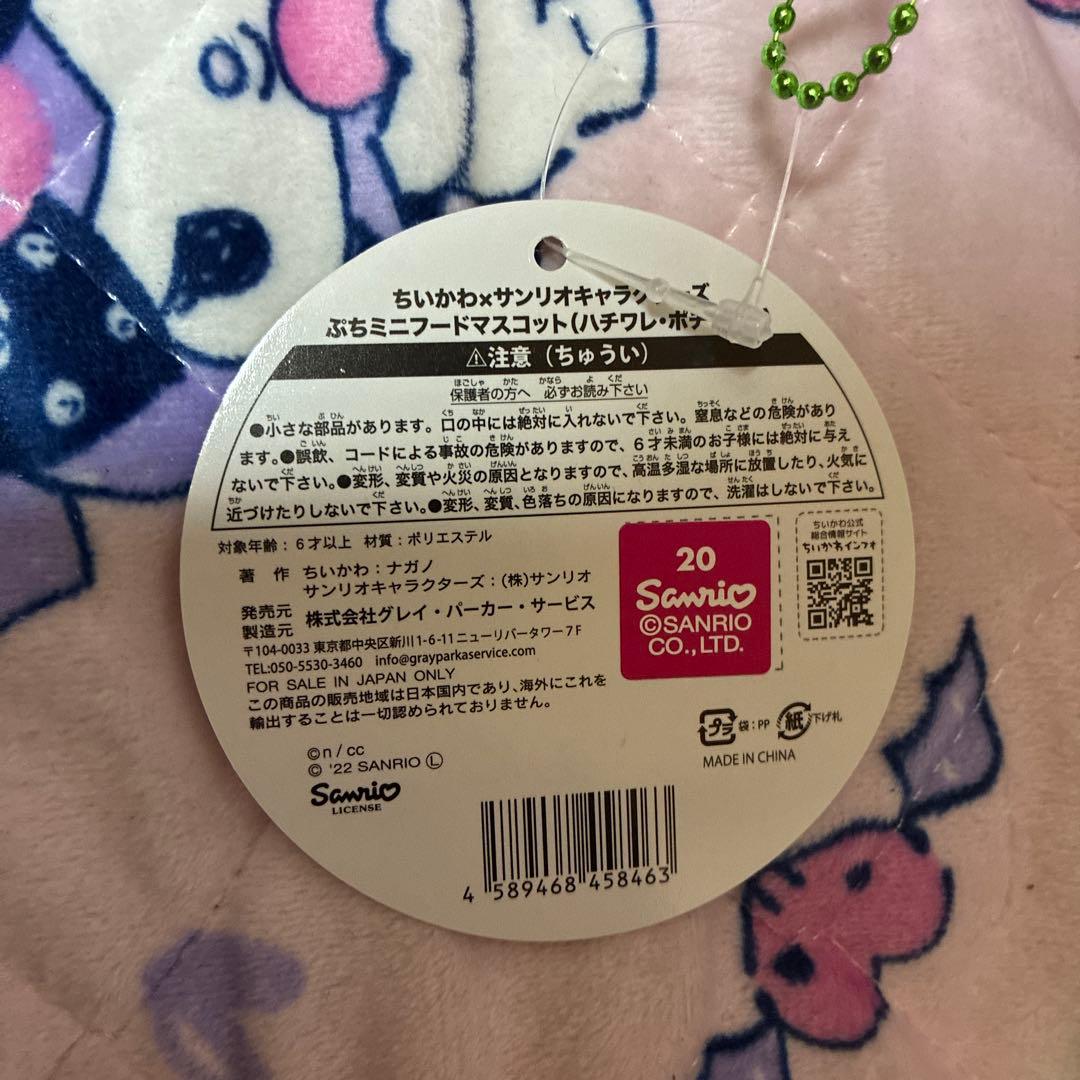 ちいかわ×サンリオキャラクターズ
ぷちミニフードマスコット(ハチワレ・ポチ
⚠注意(ちゅうい)
保護者の方へ 必ずお読み下さい
●小さな部品があります。口の中には絶対に入れないで下さい。窒息などの危険があり
ます。●誤飲、コードによる事故の危険がありますので、6才未満のお子様には絶対に与え
ないで下さい。●変形、変質や火災の原因となりますので、高温多湿な場所に放置したり、火気に
近づけたりしないで下さい。●変形、変質、色落ちの原因になりますので、洗濯はしないで下さい。
対象年齢:6才以上 材質:ポリエステル
著 作 ちいかわ:ナガノ
サンリオキャラクターズ:(株)サンリオ
発売元
製造元 株式会社グレイ・パーカー・サービス
〒104-0033 東京都中央区新川1-6-11ニューリバータワー7F
TEL:050-5530-3460 info@grayparkaservice.com
FOR SALE IN JAPAN ONLY
この商品の販売地域は日本国内であり、海外にこれを
輸出することは一切認められておりません。
20
Sanrio
©SANRIO
CO.,LTD.
ちいかわ公式
総合情報サイト
ちいかわインフォ
プラ 袋:PP 紙 下げ札
MADE IN CHINA
©n / cc
© '22 SANRIO Ⓛ
Sanrio
LICENSE
4 589468 458463